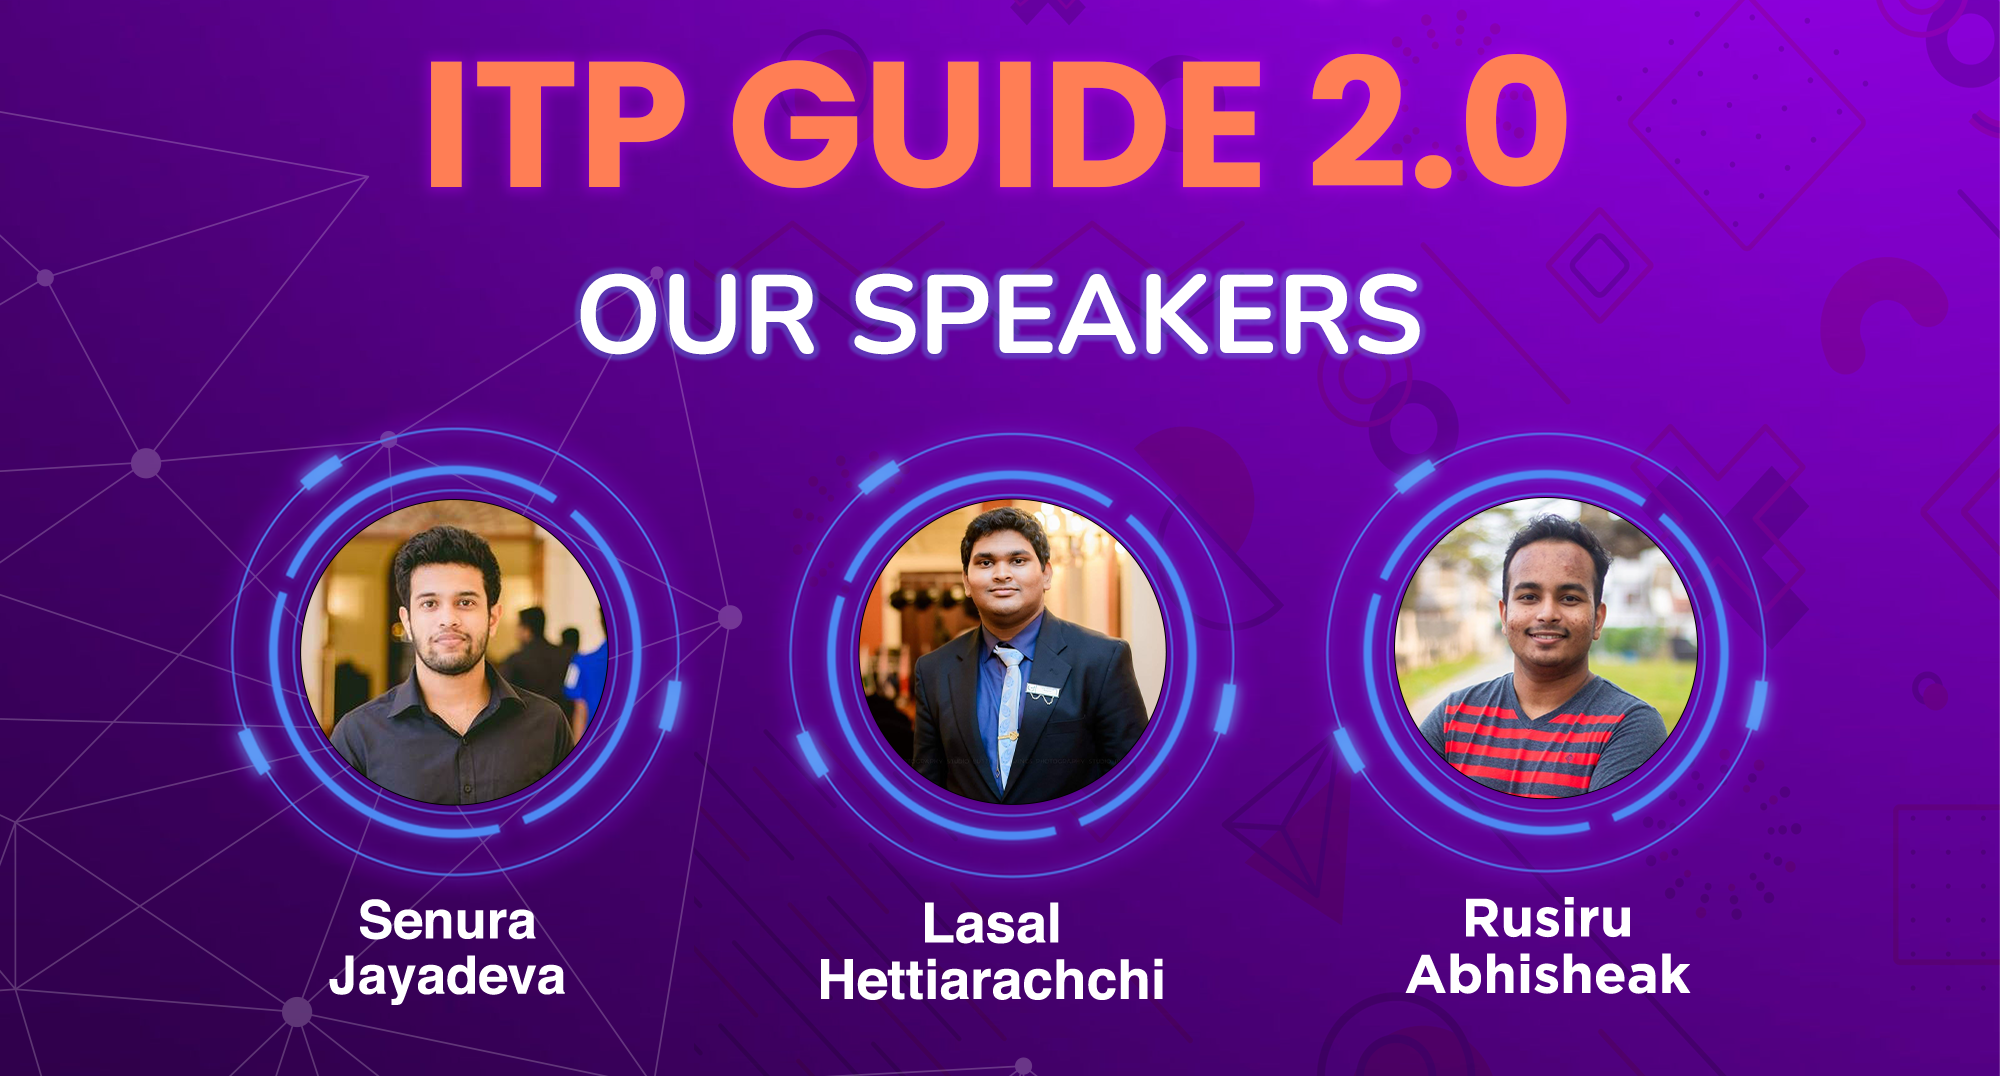 ITP GUIDE 2.0
OUR SPEAKERS
Senura
Jayadeva
Lasal
Hettiarachchi
Rusiru
Abhisheak